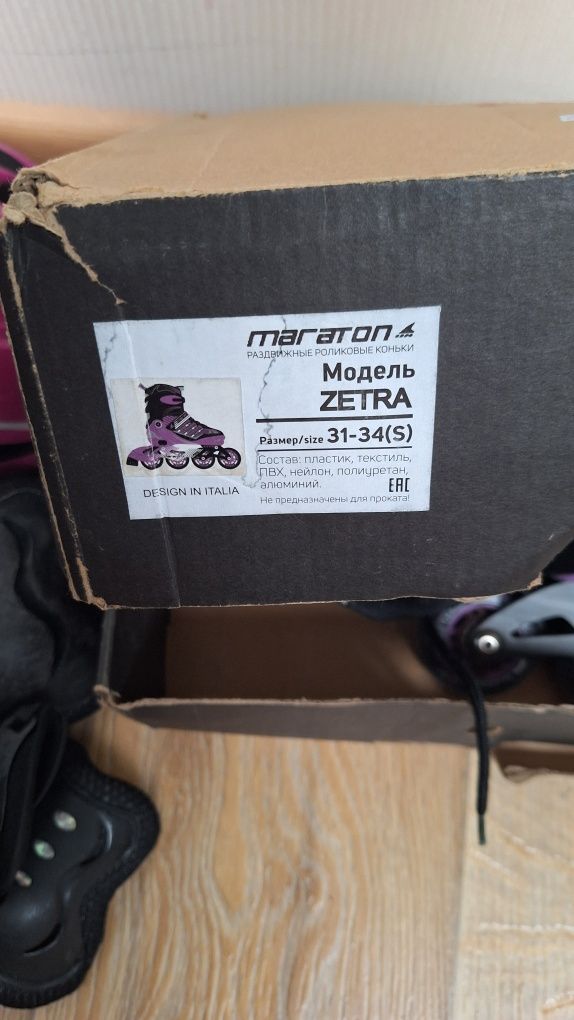 maraton
РАЗДВИЖНЫЕ РОЛИКОВЫЕ КОНЬКИ
Модель
ZETRA
Размер/size 31-34(S)
Состав: пластик, текстиль,
ПВХ, нейлон, полиуретан,
алюминий.
EAC
Не предназначены для проката!
DESIGN IN ITALIA